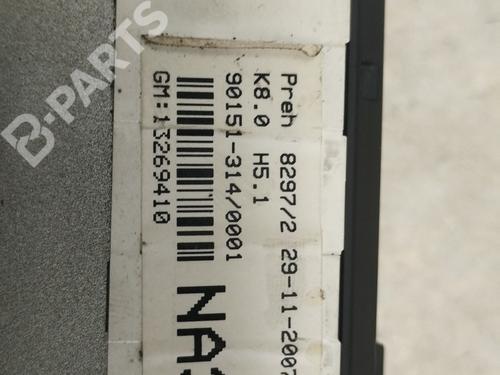 Preh 8297/2 29-11-2007
K8.0 H5.1
90151-314/0001
GM:13269410
NA
B-PARTS